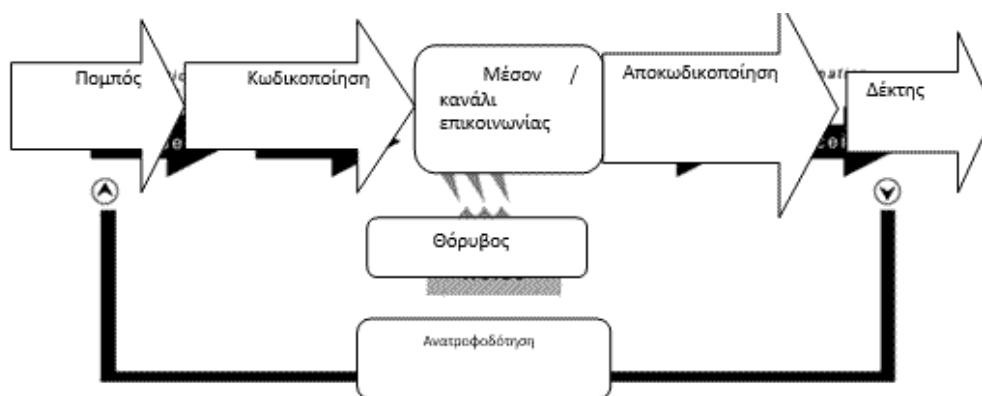 Πομπός
Κωδικοποίηση
Μέσον /
κανάλι
επικοινωνίας
Αποκωδικοποίηση
Δέκτης
Θόρυβος
Ανατροφοδότηση